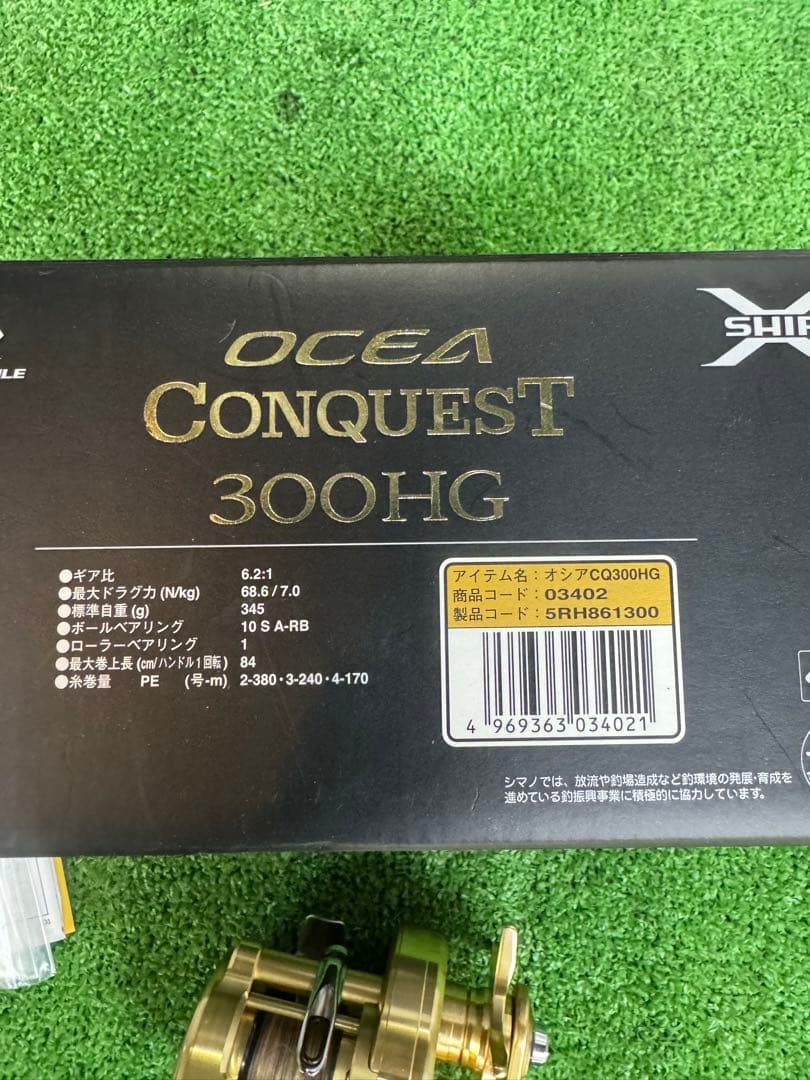 OCEA
CONQUEST
300HG
●ギア比 6.2:1
●最大ドラグ力(N/kg) 68.6/7.0
●標準自重(g) 345
●ボールベアリング 10 S A-RB
●ローラーベアリング 1
●最大巻上長(cm/ハンドル1回転) 84
●糸巻量 PE (号-m) 2-380・3-240・4-170
アイテム名:オシアCQ300HG
商品コード:03402
製品コード:5RH861300
4 969363 034021
シマノでは、放流や釣場造成など釣環境の発展・育成を
進めている釣振興事業に積極的に協力しています。